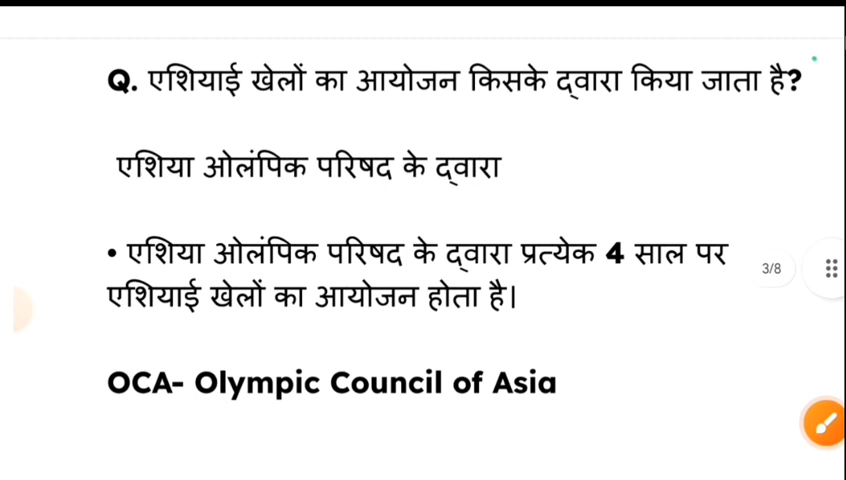 Q. एशियाई खेलों का आयोजन किसके द्वारा किया जाता है?
एशिया ओलंपिक परिषद के द्वारा
• एशिया ओलंपिक परिषद के द्वारा प्रत्येक 4 साल पर
एशियाई खेलों का आयोजन होता है।
3/8
OCA- Olympic Council of Asia